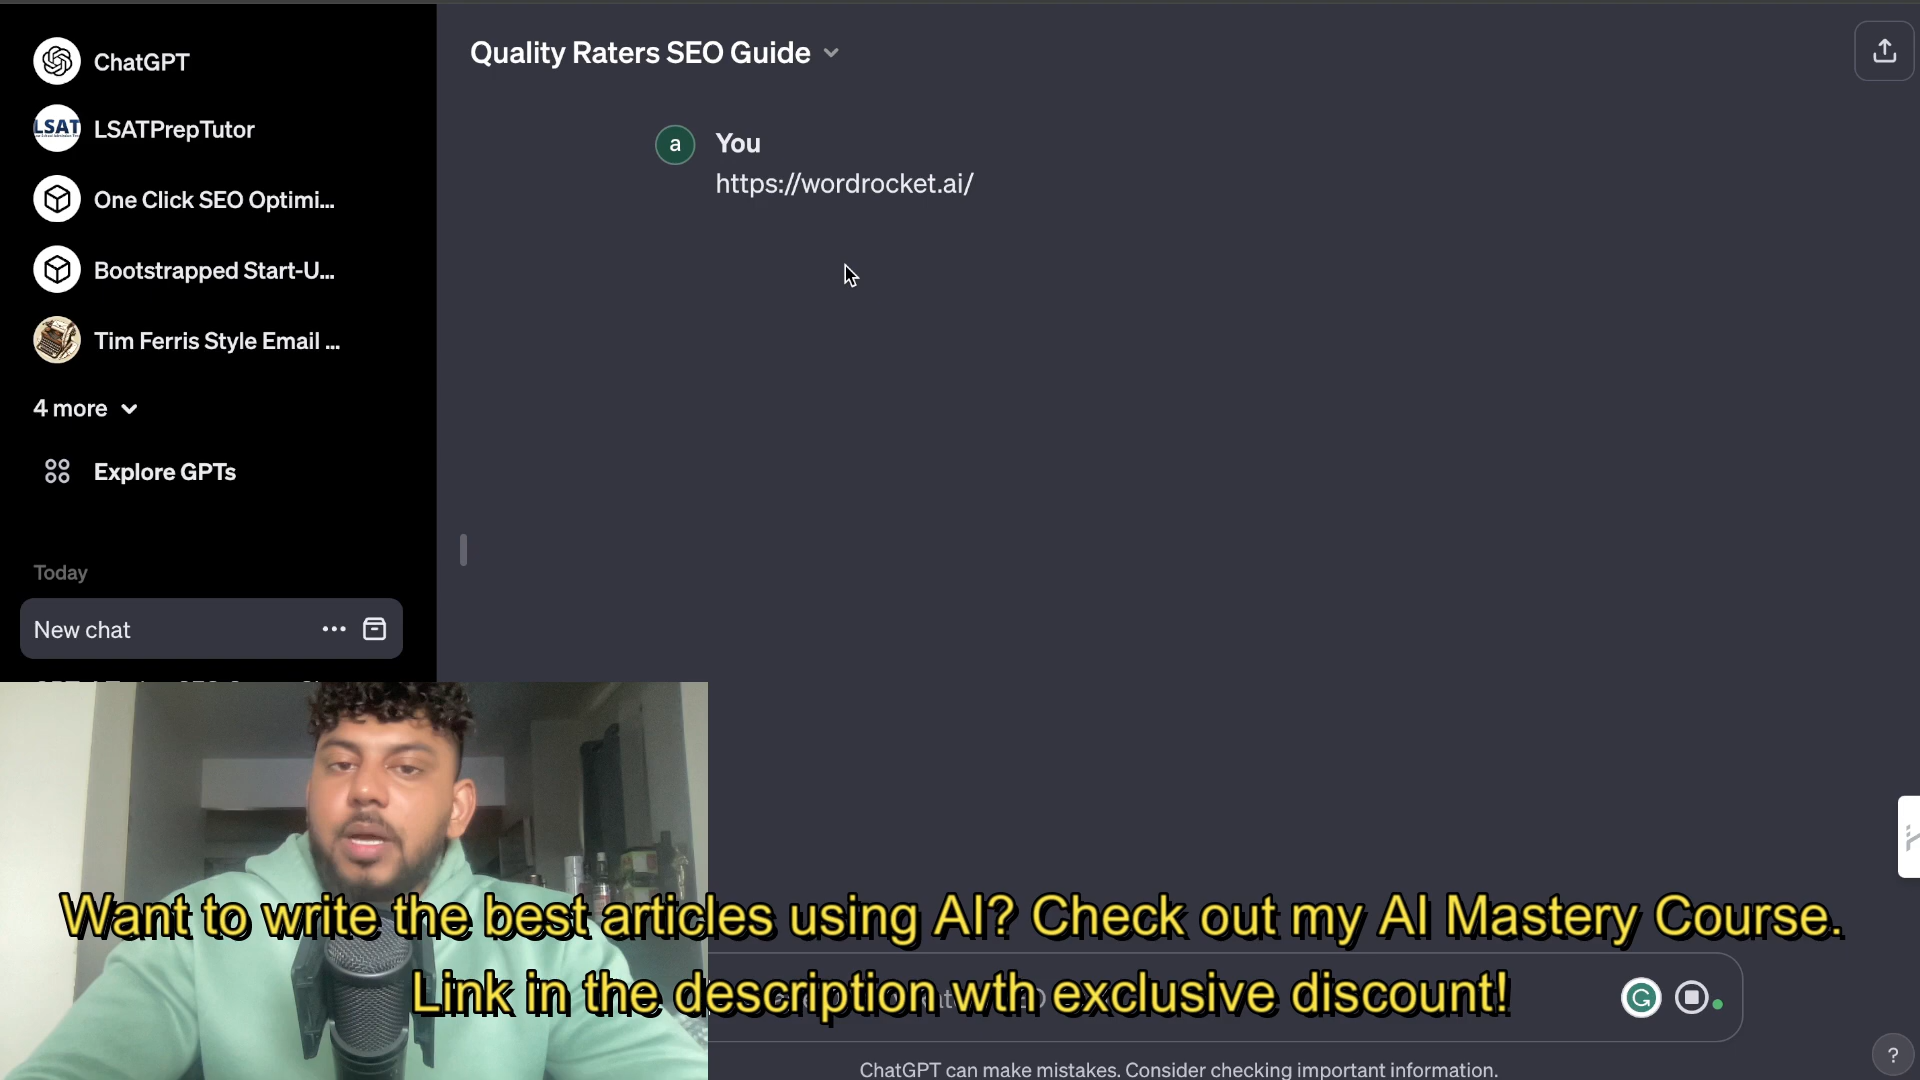 ChatGPT
LSAT
LSATPrepTutor
One Click SEO Optimi...
Bootstrapped Start-U...
Tim Ferris Style Email ...
4 more
Explore GPTs
Today
New chat
Quality Raters SEO Guide
a
You
https://wordrocket.ai/
Want to write the best articles using AI? Check out my AI Mastery Course.
Link in the description wth exclusive discount!
ChatGPT can make mistakes. Consider checking important information.
?